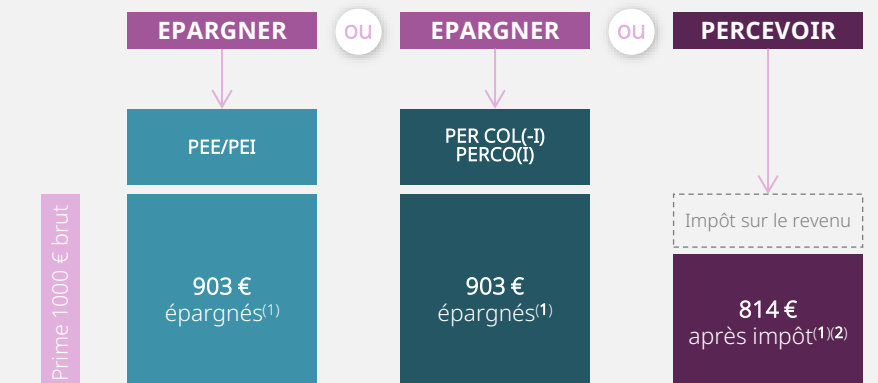 EPARGNER
ou
EPARGNER
ou
PERCEVOIR
PEE/PEI
PER COL(-I)
PERCO(I)
Prime 1000 € brut
903 €
épargnés(1)
903 €
épargnés(1)
Impôt sur le revenu
814 €
après impôt(1)(2)